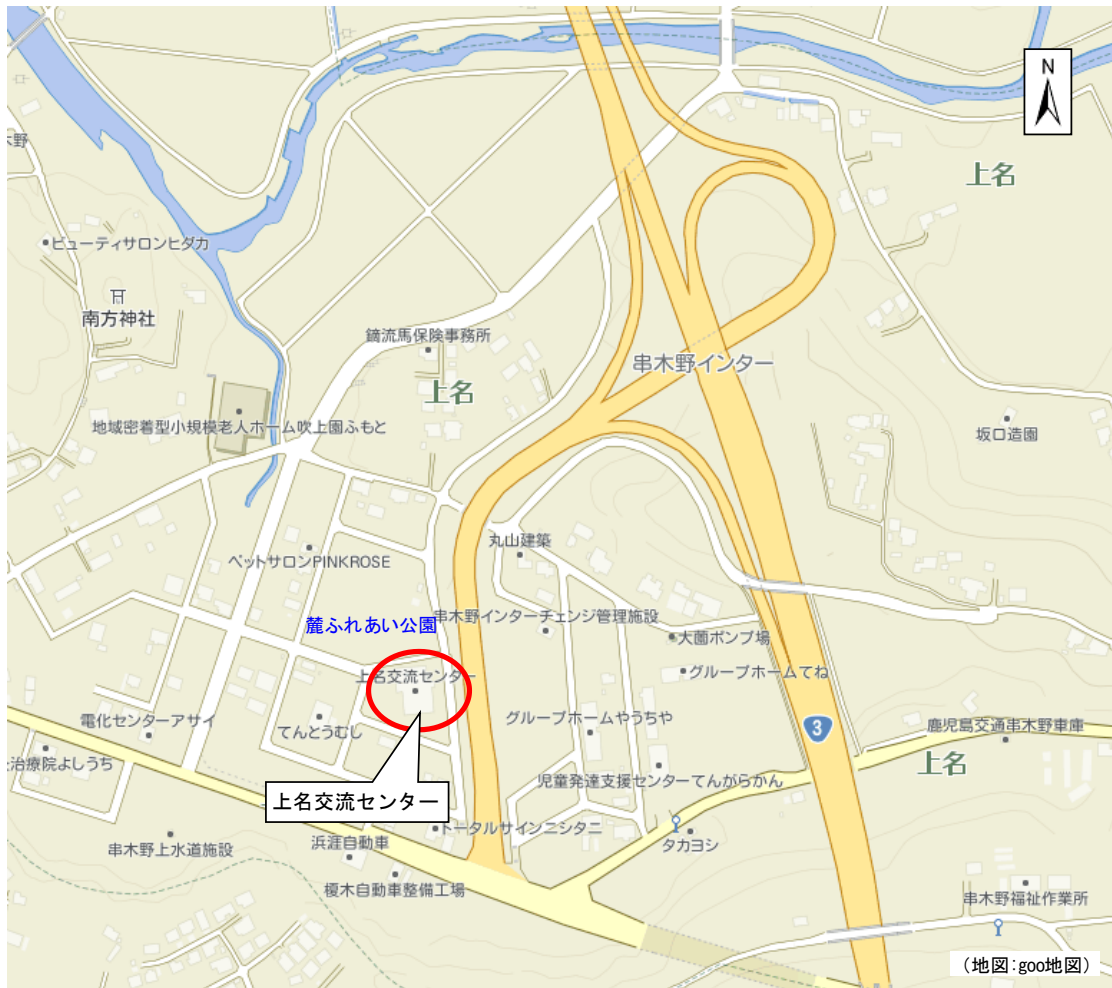 N
木野
上名
ビューティサロンヒダカ
南方神社
鏑流馬保険事務所
串木野インター
上名
地域密着型小規模老人ホーム吹上園ふもと
坂口造園
丸山建築
ペットサロンPINKROSE
串木野インターチェンジ管理施設
麓ふれあい公園
大薗ポンプ場
上名交流センター
グループホームてね
電化センターアサイ
てんとうむし
グループホームやうちや
3
鹿児島交通串木野車庫
治療院よしうち
上名
児童発達支援センターてんがらかん
上名交流センター
トータルサインニシタニ
串木野上水道施設
浜涯自動車
タカヨシ
榎木自動車整備工場
串木野福祉作業所
(地図:goo地図)